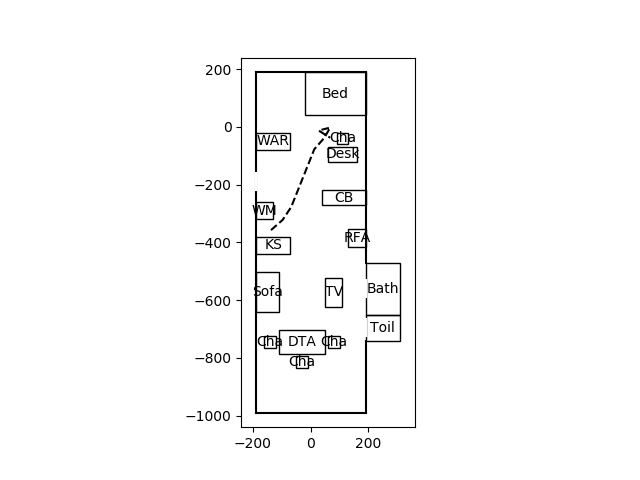 200
Bed
0
Cha
WAR
Desk
−200
CB
WM
RFA
−400
KS
Bath
Sofa
TV
−600
Toil
Cha
DTA
Cha
−800
Cha
−1000
−200
0
200